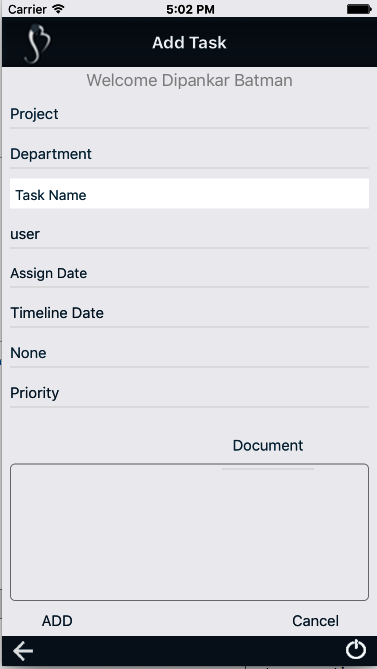 Carrier 5:02 PM
Add Task
Welcome Dipankar Batman
Project
Department
Task Name
user
Assign Date
Timeline Date
None
Priority
Document
ADD Cancel